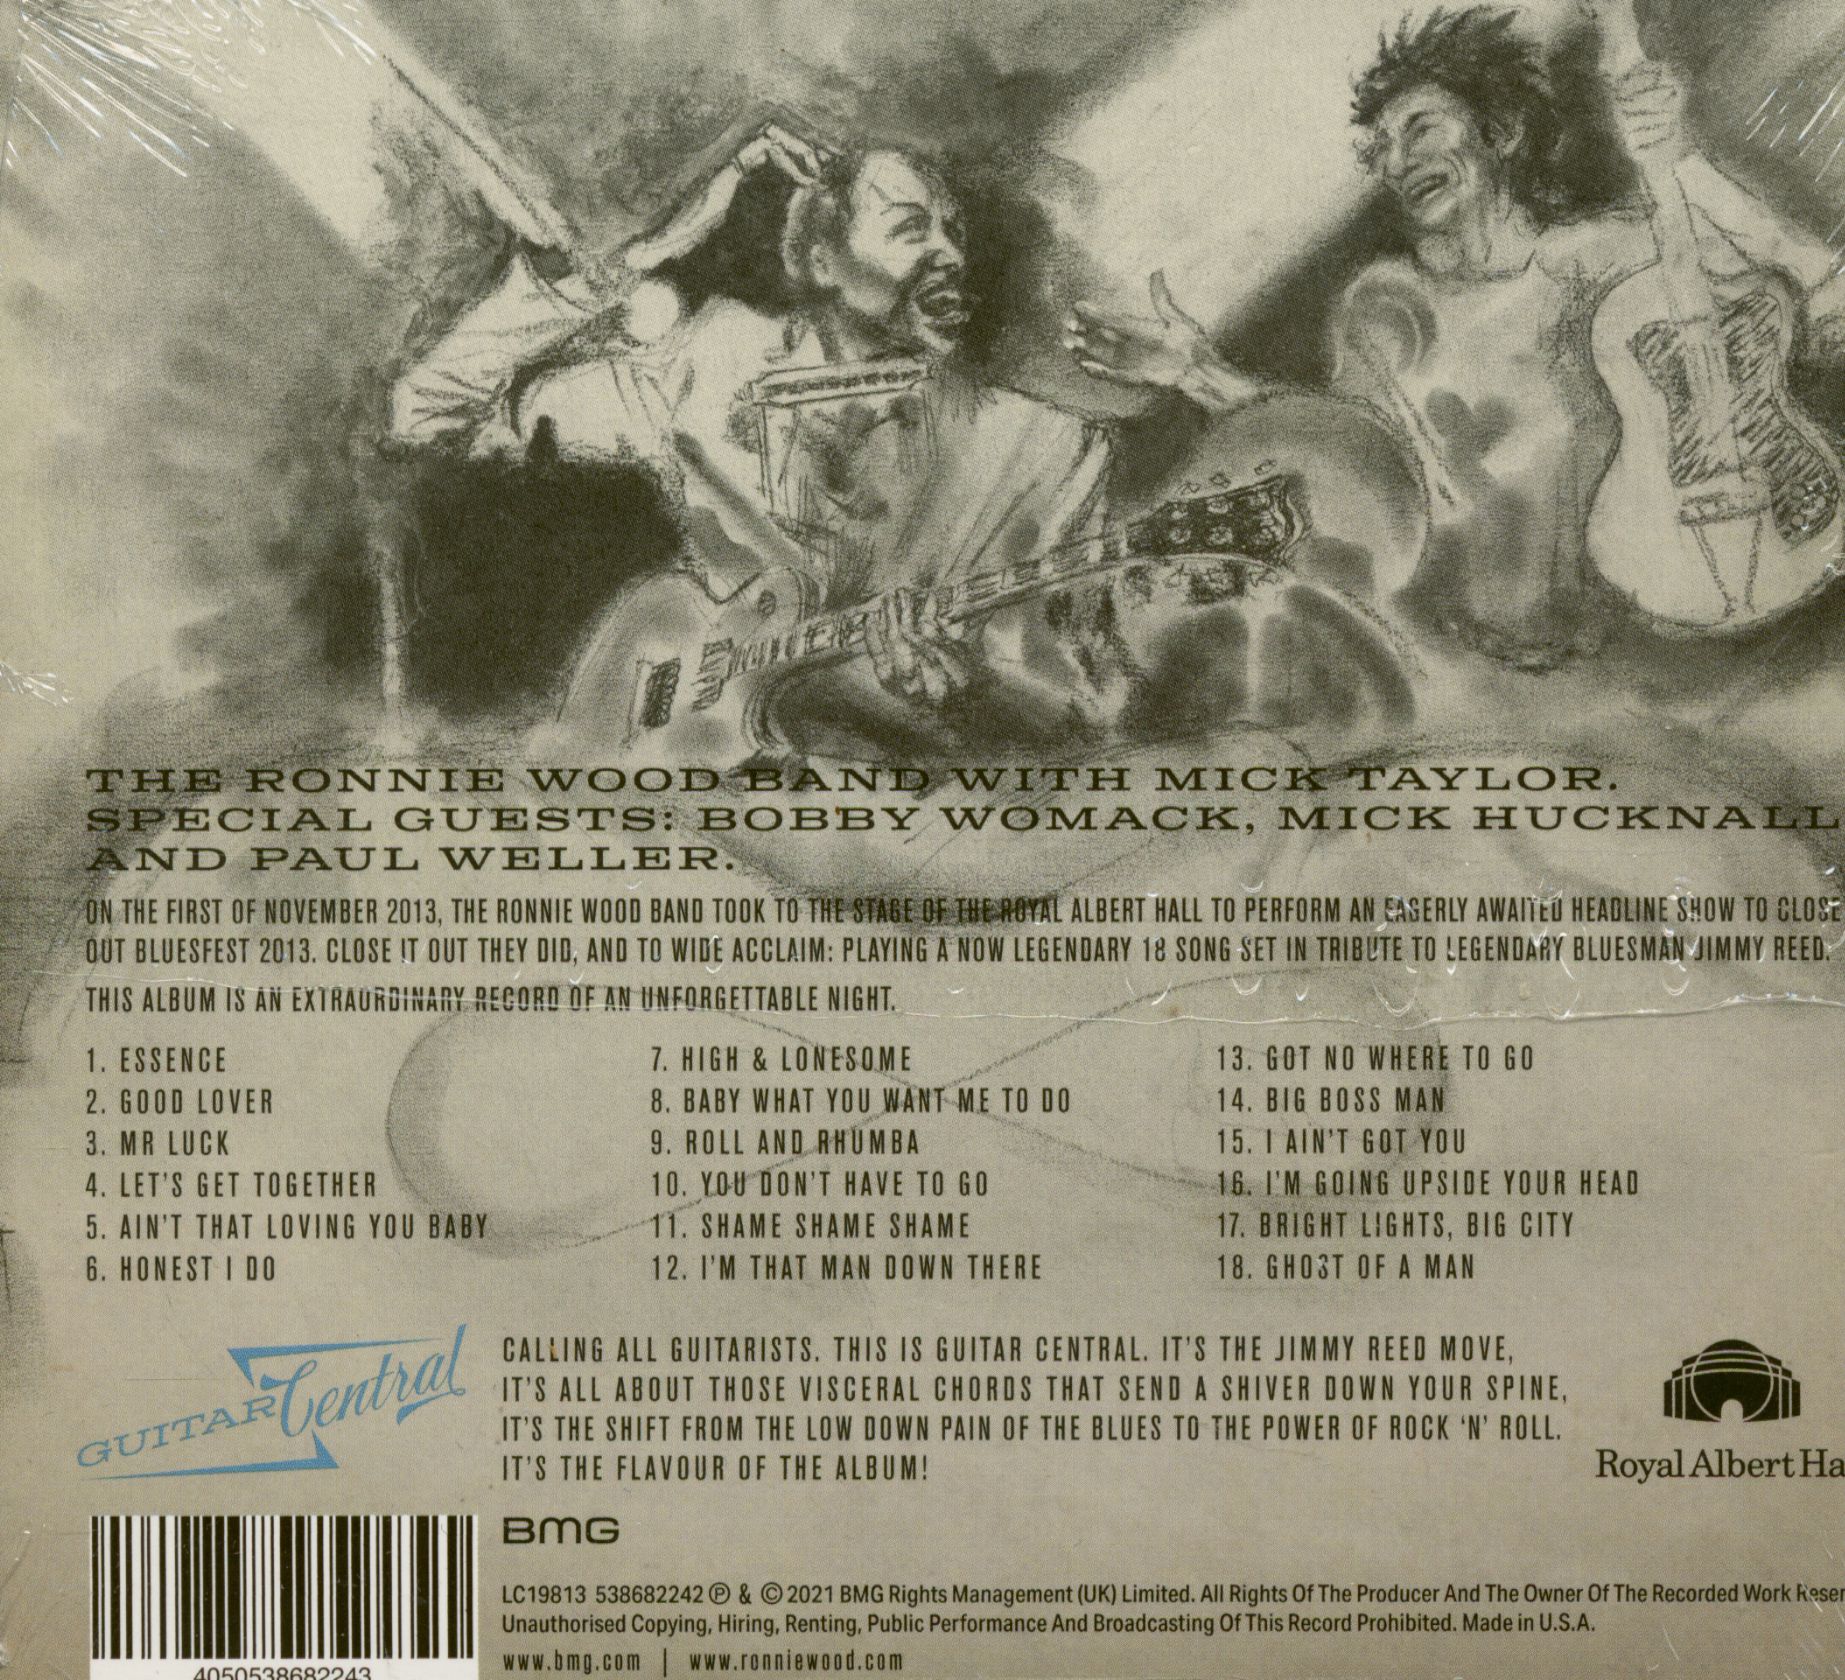 THE RONNIE WOOD BAND WITH MICK TAYLOR.
SPECIAL GUESTS: BOBBY WOMACK, MICK HUCKNALL
AND PAUL WELLER.
ON THE FIRST OF NOVEMBER 2013, THE RONNIE WOOD BAND TOOK TO THE STAGE OF THE ROYAL ALBERT HALL TO PERFORM AN EAGERLY AWAITED HEADLINE SHOW TO CLOSE
OUT BLUESFEST 2013. CLOSE IT OUT THEY DID, AND TO WIDE ACCLAIM: PLAYING A NOW LEGENDARY 18 SONG SET IN TRIBUTE TO LEGENDARY BLUESMAN JIMMY REED.
THIS ALBUM IS AN EXTRAORDINARY RECORD OF AN UNFORGETTABLE NIGHT.
1. ESSENCE
2. GOOD LOVER
3. MR LUCK
4. LET'S GET TOGETHER
5. AIN'T THAT LOVING YOU BABY
6. HONEST I DO
7. HIGH & LONESOME
8. BABY WHAT YOU WANT ME TO DO
9. ROLL AND RHUMBA
10. YOU DON'T HAVE TO GO
11. SHAME SHAME SHAME
12. I'M THAT MAN DOWN THERE
13. GOT NO WHERE TO GO
14. BIG BOSS MAN
15. I AIN'T GOT YOU
16. I'M GOING UPSIDE YOUR HEAD
17. BRIGHT LIGHTS, BIG CITY
18. GHOST OF A MAN
GUITAR Central
CALLING ALL GUITARISTS. THIS IS GUITAR CENTRAL. IT'S THE JIMMY REED MOVE,
IT'S ALL ABOUT THOSE VISCERAL CHORDS THAT SEND A SHIVER DOWN YOUR SPINE,
IT'S THE SHIFT FROM THE LOW DOWN PAIN OF THE BLUES TO THE POWER OF ROCK 'N' ROLL.
IT'S THE FLAVOUR OF THE ALBUM!
Royal Albert Ha
BMG
LC19813 538682242 ℗ & © 2021 BMG Rights Management (UK) Limited. All Rights Of The Producer And The Owner Of The Recorded Work Reser
Unauthorised Copying, Hiring, Renting, Public Performance And Broadcasting Of This Record Prohibited. Made in U.S.A.
www.bmg.com | www.ronniewood.com
4050538682243